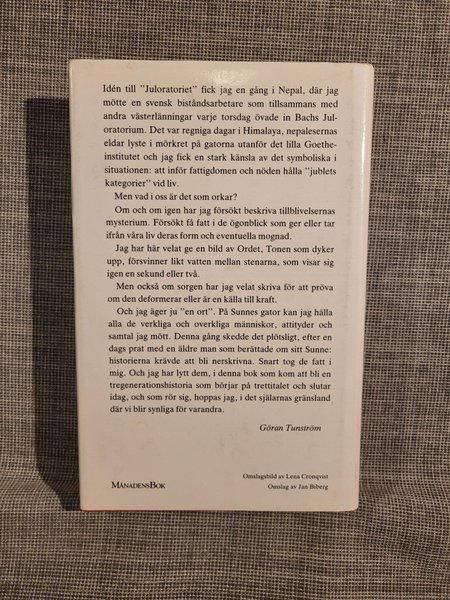 Idén till "Juloratoriet" fick jag en gång i Nepal, där jag
mötte en svensk biståndsarbetare som tillsammans med
andra västerlänningar varje torsdag övade in Bachs Jul-
oratorium. Det var regniga dagar i Himalaya, nepalesernas
eldar lyste i mörkret på gatorna utanför det lilla Goethe-
institutet och jag fick en stark känsla av det symboliska i
situationen: att inför fattigdomen och nöden hålla "jublets
kategorier" vid liv.
Men vad i oss är det som orkar?
Om och om igen har jag försökt beskriva tillblivelsernas
mysterium. Försökt få fatt i de ögonblick som ger eller tar
ifrån våra liv deras form och eventuella mognad.
Jag har här velat ge en bild av Ordet, Tonen som dyker
upp, försvinner likt vatten mellan stenarna, som visar sig
igen en sekund eller två.
Men också om sorgen har jag velat skriva för att pröva
om den deformerar eller är en källa till kraft.
Och jag äger ju "en ort". På Sunnes gator kan jag hälla
alla de verkliga och overkliga människor, attityder och
samtal jag mött. Denna gång skedde det plötsligt, efter en
dags prat med en äldre man som berättade om sitt Sunne:
historierna krävde att bli nerskrivna. Snart tog de fatt i
mig. Och jag har lytt dem, i denna bok som kom att bli en
tregenerationshistoria som börjar på trettitalet och slutar
idag, och som rör sig, hoppas jag, i det själarnas gränsland
där vi blir synliga för varandra.
Göran Tunström
Omslagsbild av Lena Cronqvist
MÅNADENSBOK
Omslag av Jan Biberg